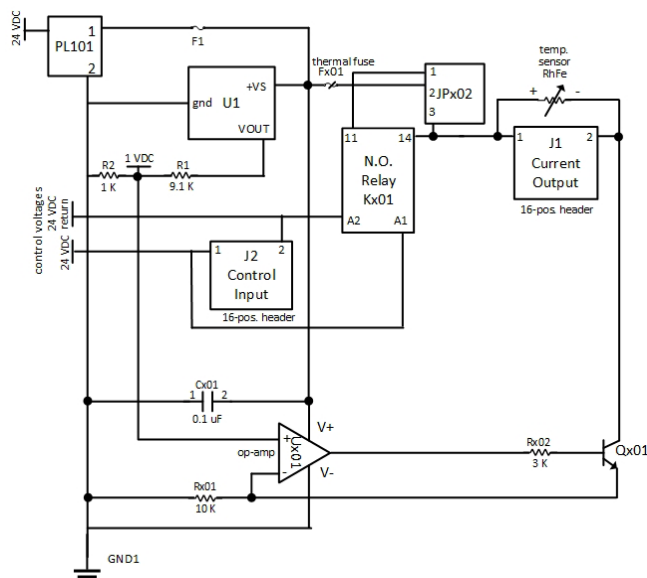 24 VDC
1
PL101
2
F1
thermal fuse
Fx01
temp.
sensor
RhFe
+ -
+VS
gnd U1
VOUT
1
2 JPx02
3
11 14
N.O.
Relay
Kx01
A2 A1
1 J1 2
Current
Output
16-pos. header
R2
1 K
1 VDC
R1
9.1 K
control voltages
24 VDC
return
24 VDC
1 J2 2
Control
Input
16-pos. header
Cx01
1 2
0.1 uF
V+
op-amp
+
Ux01
-
V-
Rx02
3 K
Qx01
Rx01
10 K
GND1